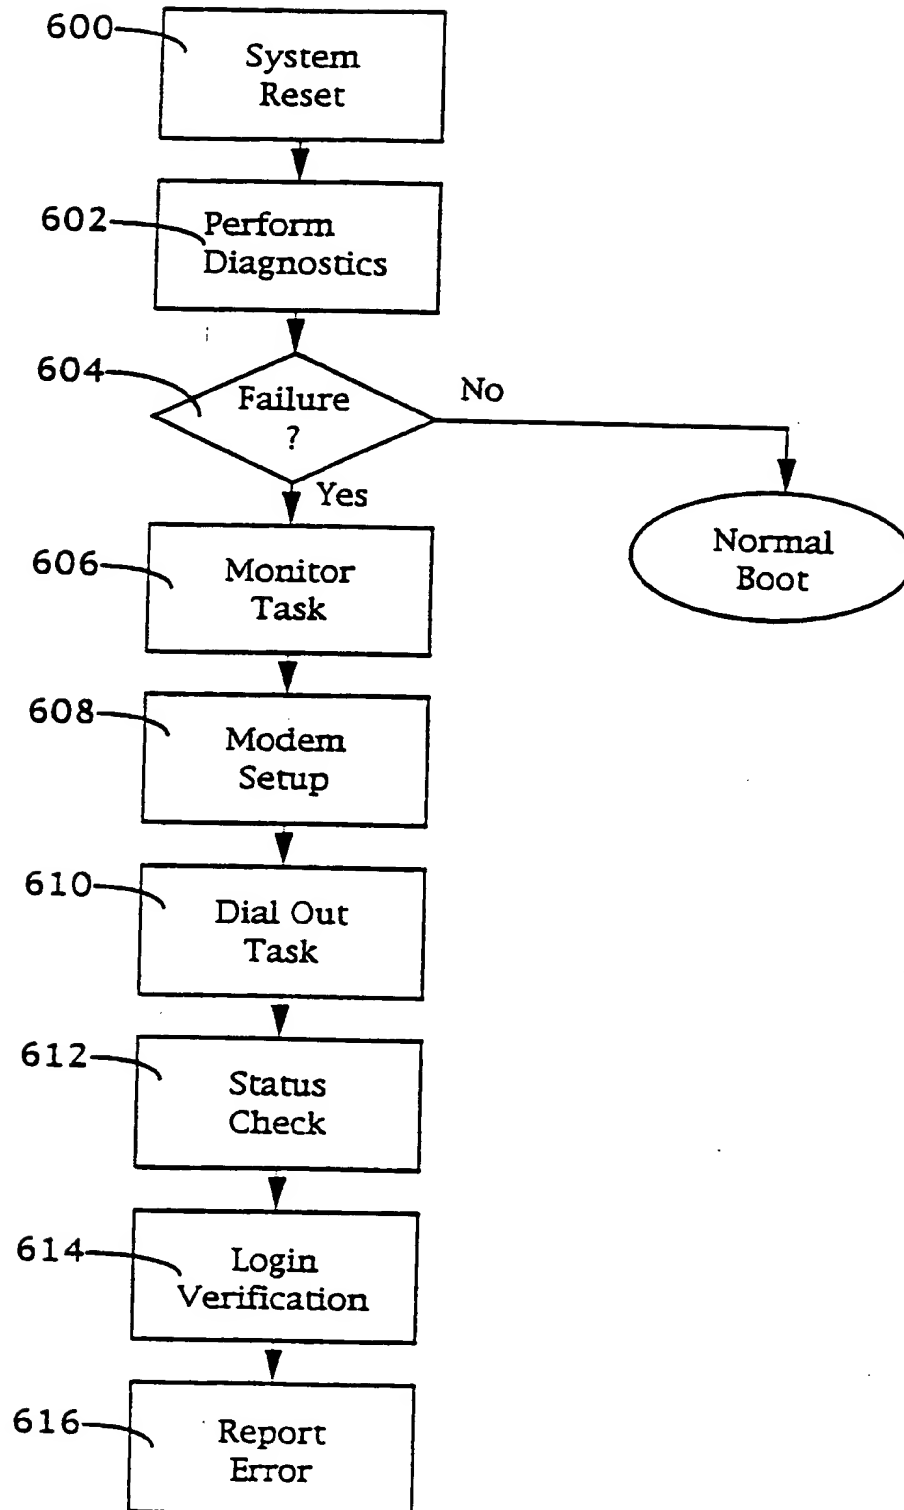 600
System
Reset
602
Perform
Diagnostics
604
Failure
?
No
Yes
Normal
Boot
606
Monitor
Task
608
Modem
Setup
610
Dial Out
Task
612
Status
Check
614
Login
Verification
616
Report
Error